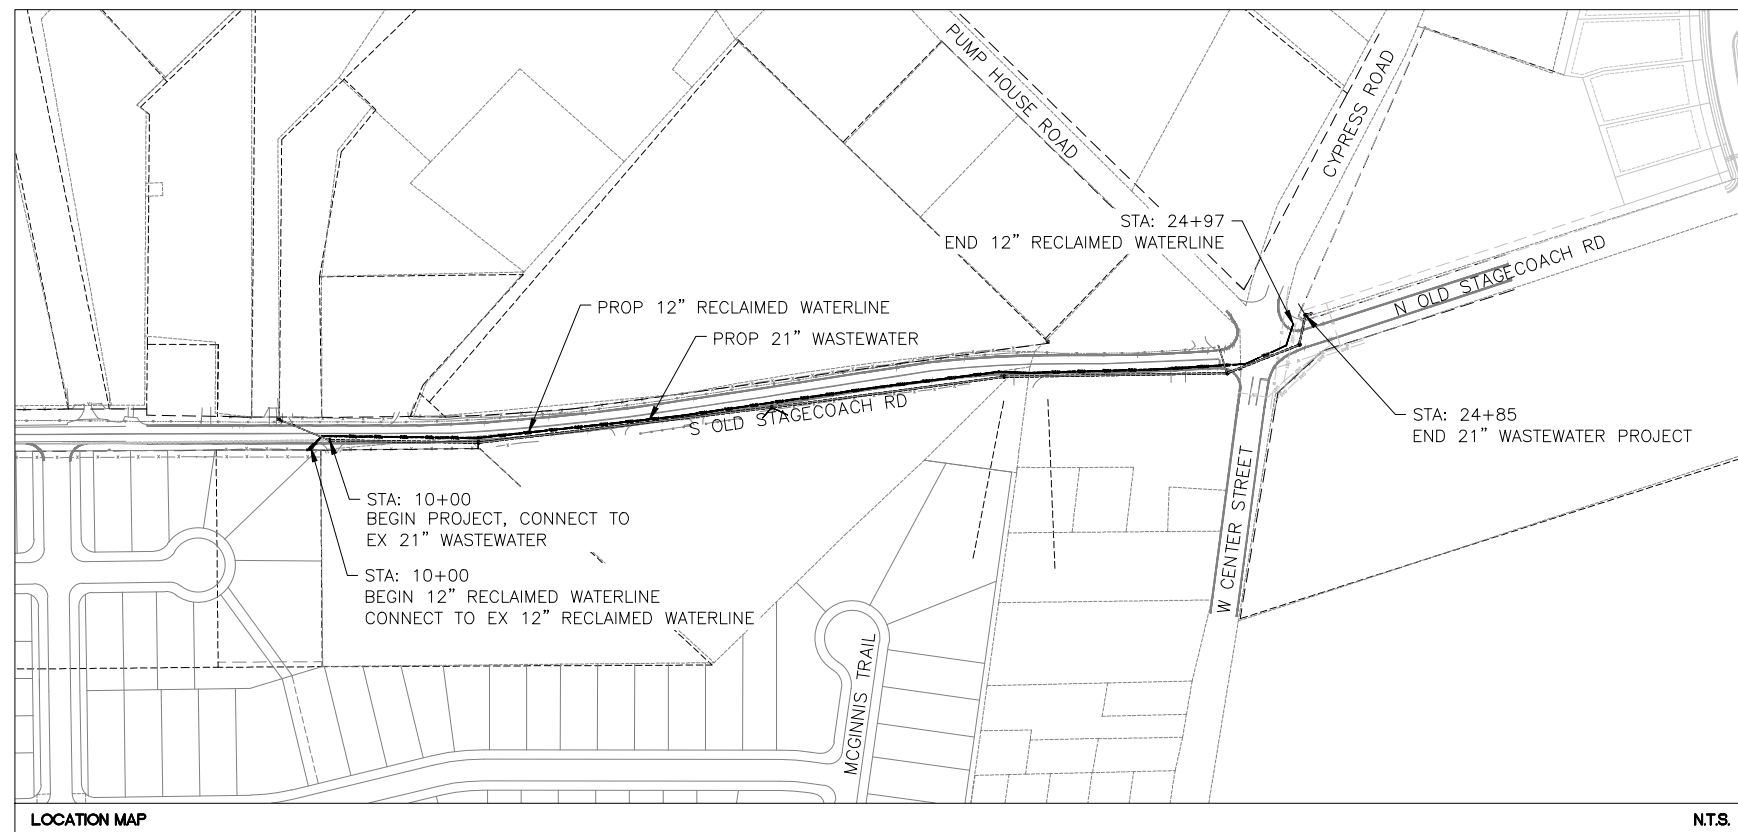 PUMP HOUSE ROAD
CYPRESS ROAD
STA: 24+97
END 12” RECLAIMED WATERLINE
N OLD STAGECOACH RD
PROP 12” RECLAIMED WATERLINE
PROP 21” WASTEWATER
S OLD STAGECOACH RD
STA: 24+85
END 21” WASTEWATER PROJECT
W CENTER STREET
STA: 10+00
BEGIN PROJECT, CONNECT TO
EX 21” WASTEWATER
STA: 10+00
BEGIN 12” RECLAIMED WATERLINE
CONNECT TO EX 12” RECLAIMED WATERLINE
MCGINNIS TRAIL
LOCATION MAP
N.T.S.